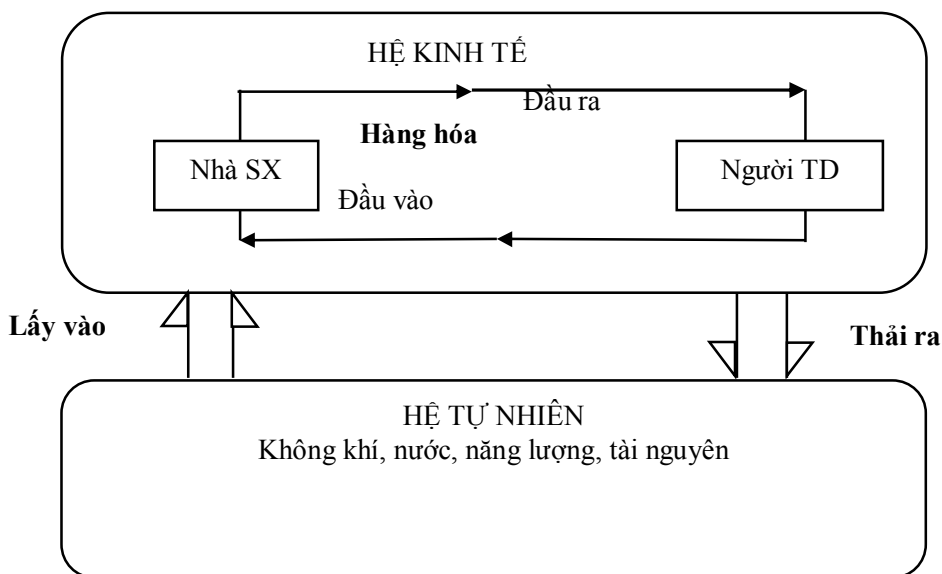 HỆ KINH TẾ
Đầu ra
Hàng hóa
Nhà SX
Người TD
Đầu vào
Lấy vào
Thải ra
HỆ TỰ NHIÊN
Không khí, nước, năng lượng, tài nguyên